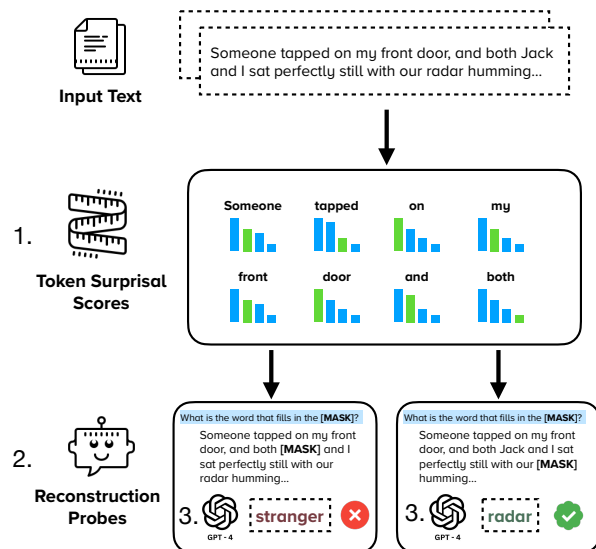 Someone tapped on my front door, and both Jack
and I sat perfectly still with our radar humming...
Input Text
1.
Token Surprisal
Scores
Someone tapped on my
front door and both
2.
Reconstruction
Probes
What is the word that fills in the [MASK]?
Someone tapped on my front
door, and both [MASK] and I
sat perfectly still with our
radar humming...
3.
GPT - 4
stranger
What is the word that fills in the [MASK]?
Someone tapped on my front
door, and both Jack and I sat
perfectly still with our [MASK]
humming...
3.
GPT - 4
radar